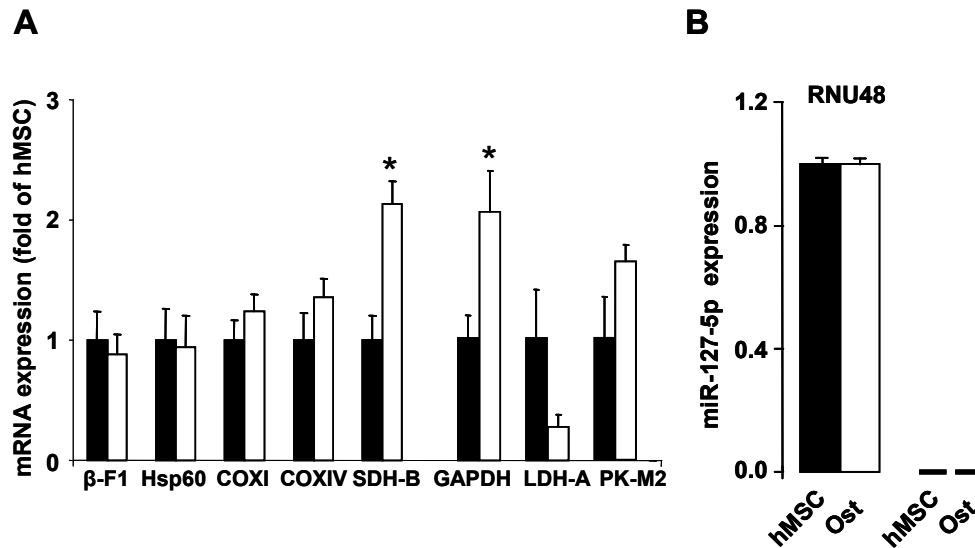 A
mRNA expression (fold of hMSC)
3
2
1
0
*
*
β-F1 Hsp60 COXI COXIV SDH-B GAPDH LDH-A PK-M2
B
miR-127-5p expression
1.2
0.8
0.4
0.0
RNU48
hMSC
Ost
hMSC
Ost